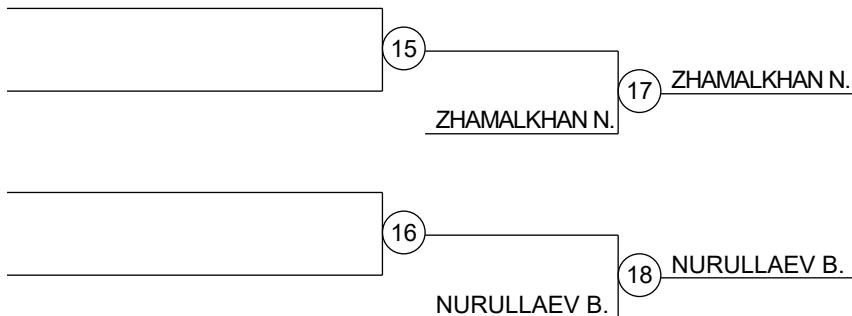 15
17
ZHAMALKHAN N.
ZHAMALKHAN N.
16
18
NURULLAEV B.
NURULLAEV B.